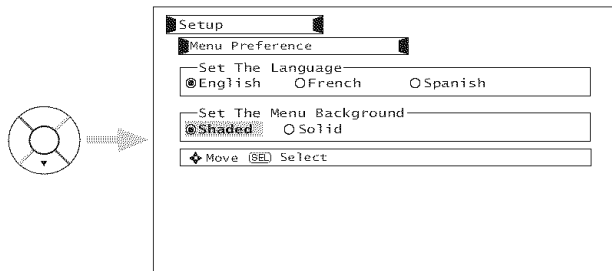 Setup
Menu Preference
Set The Language
English French Spanish
Set The Menu Background
Shaded Solid
Move SEL Select